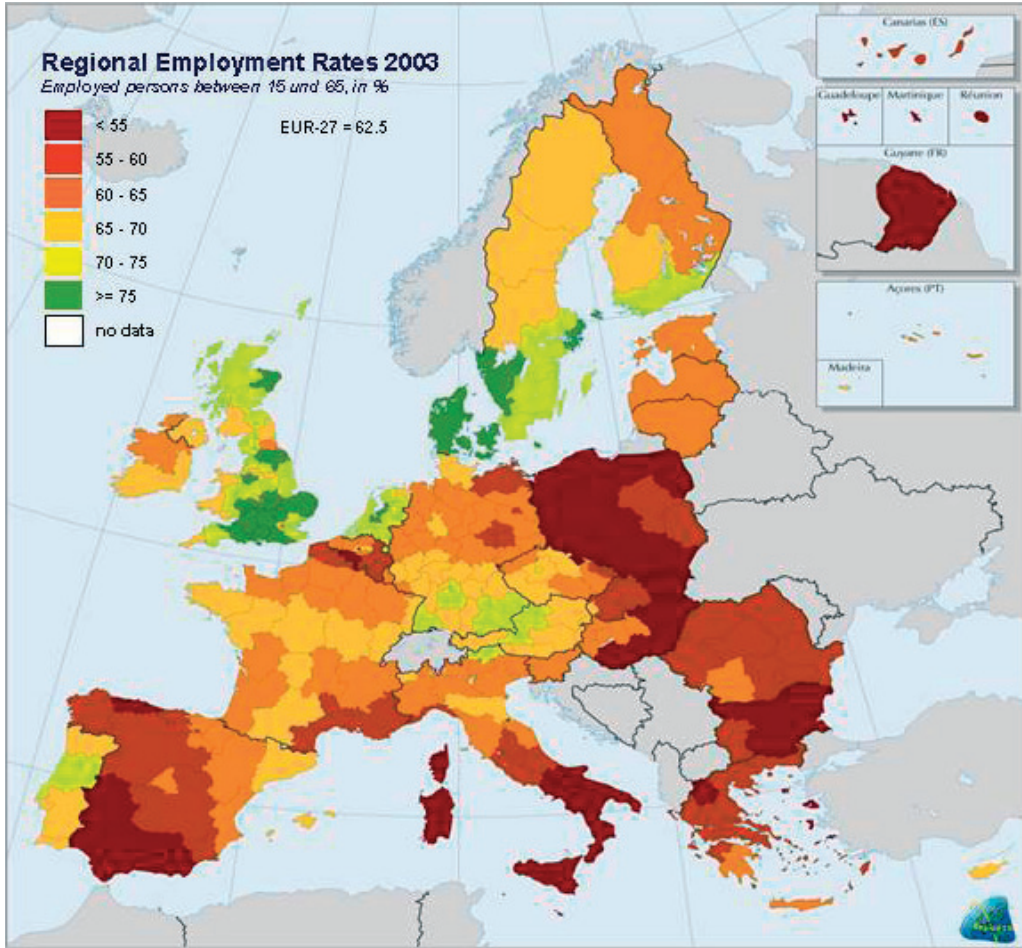 Regional Employment Rates 2003
Employed persons between 15 und 65, in %
EUR-27 = 62.5
< 55
55 - 60
60 - 65
65 - 70
70 - 75
>= 75
no data
Canarias (ES)
Guadeloupe
Martinique
Réunion
Guyane (FR)
Açores (PT)
Madeira